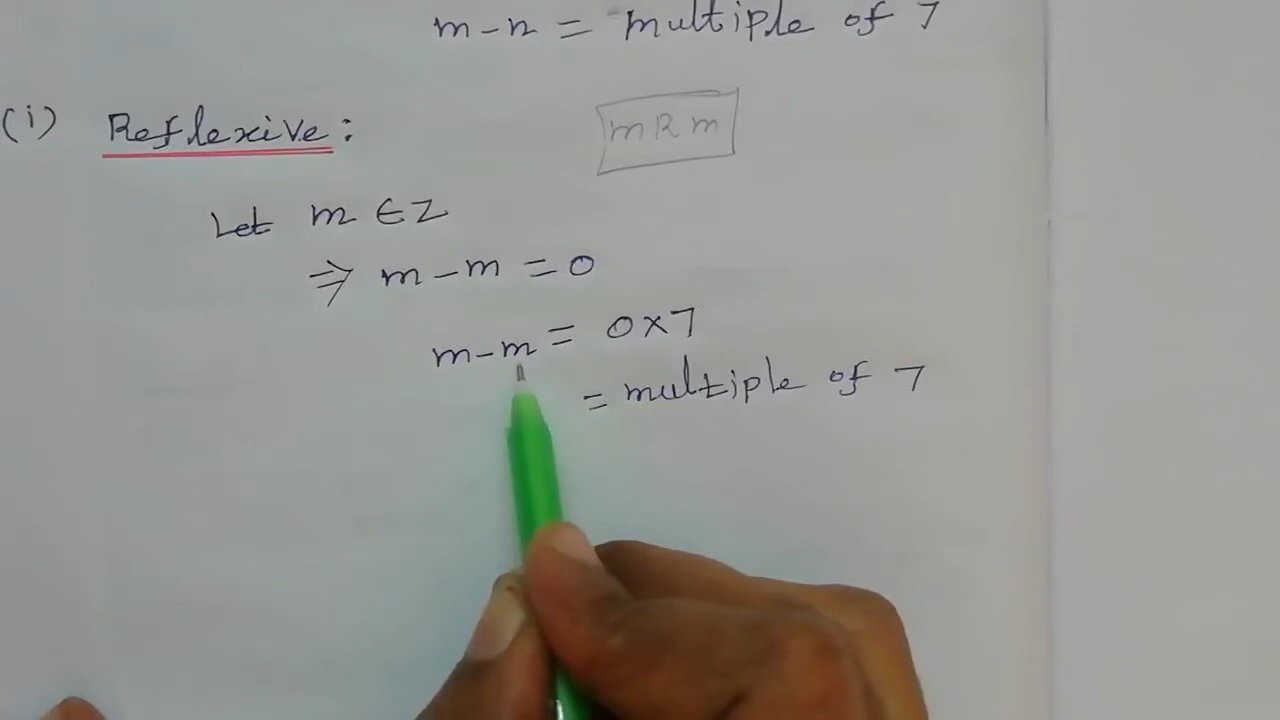 m - n = multiple of 7
(i) Reflexive :
mRm
Let m ∈ Z
⇒ m - m = 0
m - m = 0 × 7
= multiple of 7